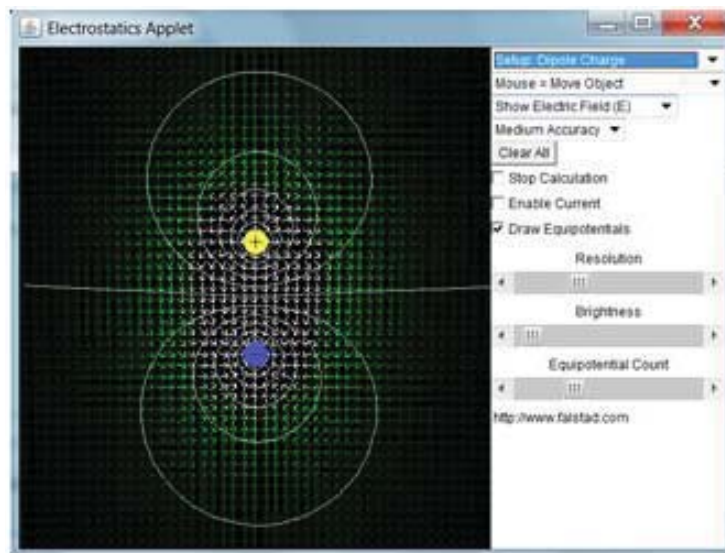 Electrostatics Applet
Setup: Dipole Charge
Mouse = Move Object
Show Electric Field (E)
Medium Accuracy
Clear All
Stop Calculation
Enable Current
Draw Equipotentials
Resolution
Brightness
Equipotential Count
http://www.falstad.com